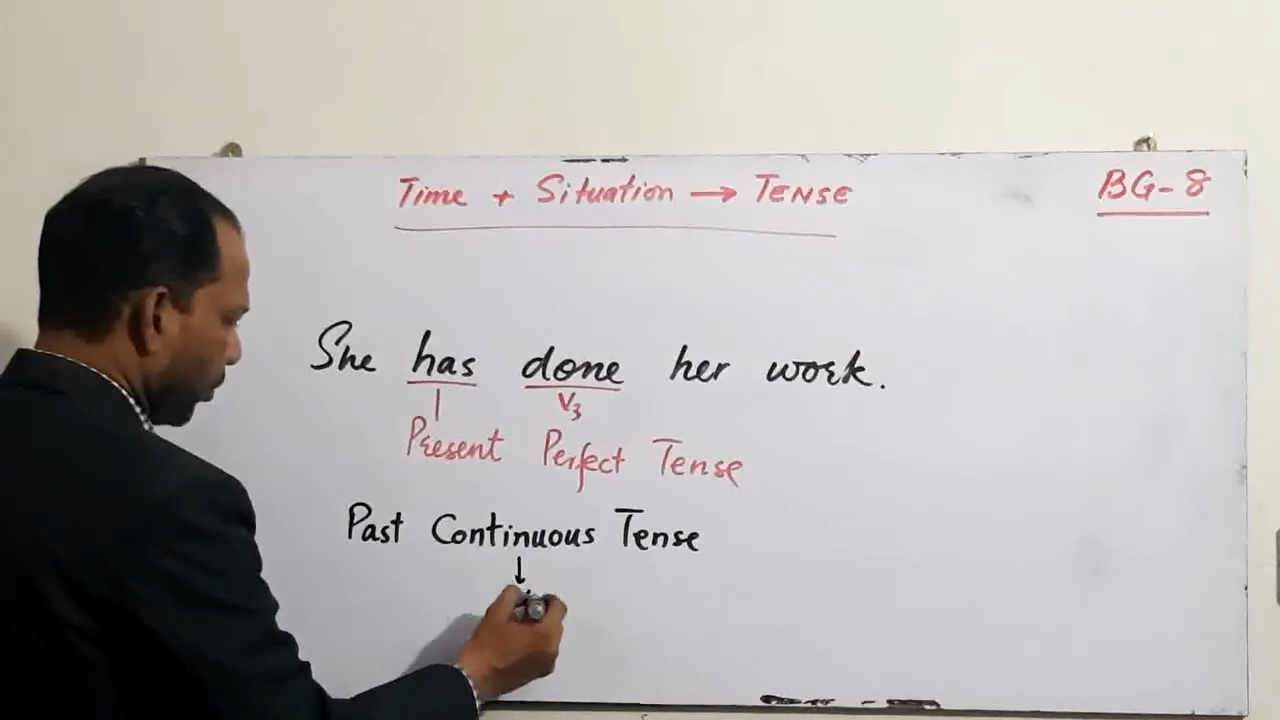 Time + Situation → TENSE
BG-8
She has done her work.
V3
Present Perfect Tense
Past Continuous Tense
↓